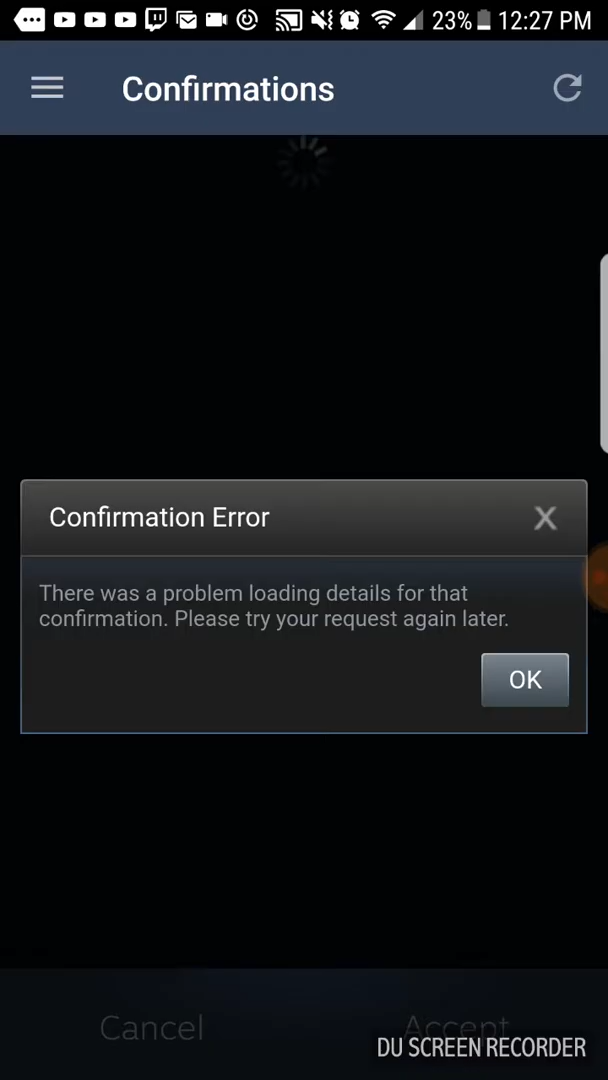 23% 12:27 PM
Confirmations
Confirmation Error
X
There was a problem loading details for that
confirmation. Please try your request again later.
OK
Cancel
Accept
DU SCREEN RECORDER